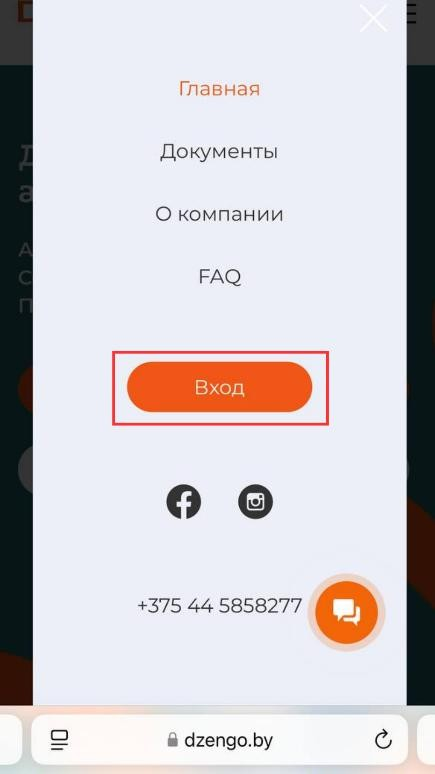 Главная
Документы
О компании
FAQ
Вход
+375 44 5858277
dzengo.by